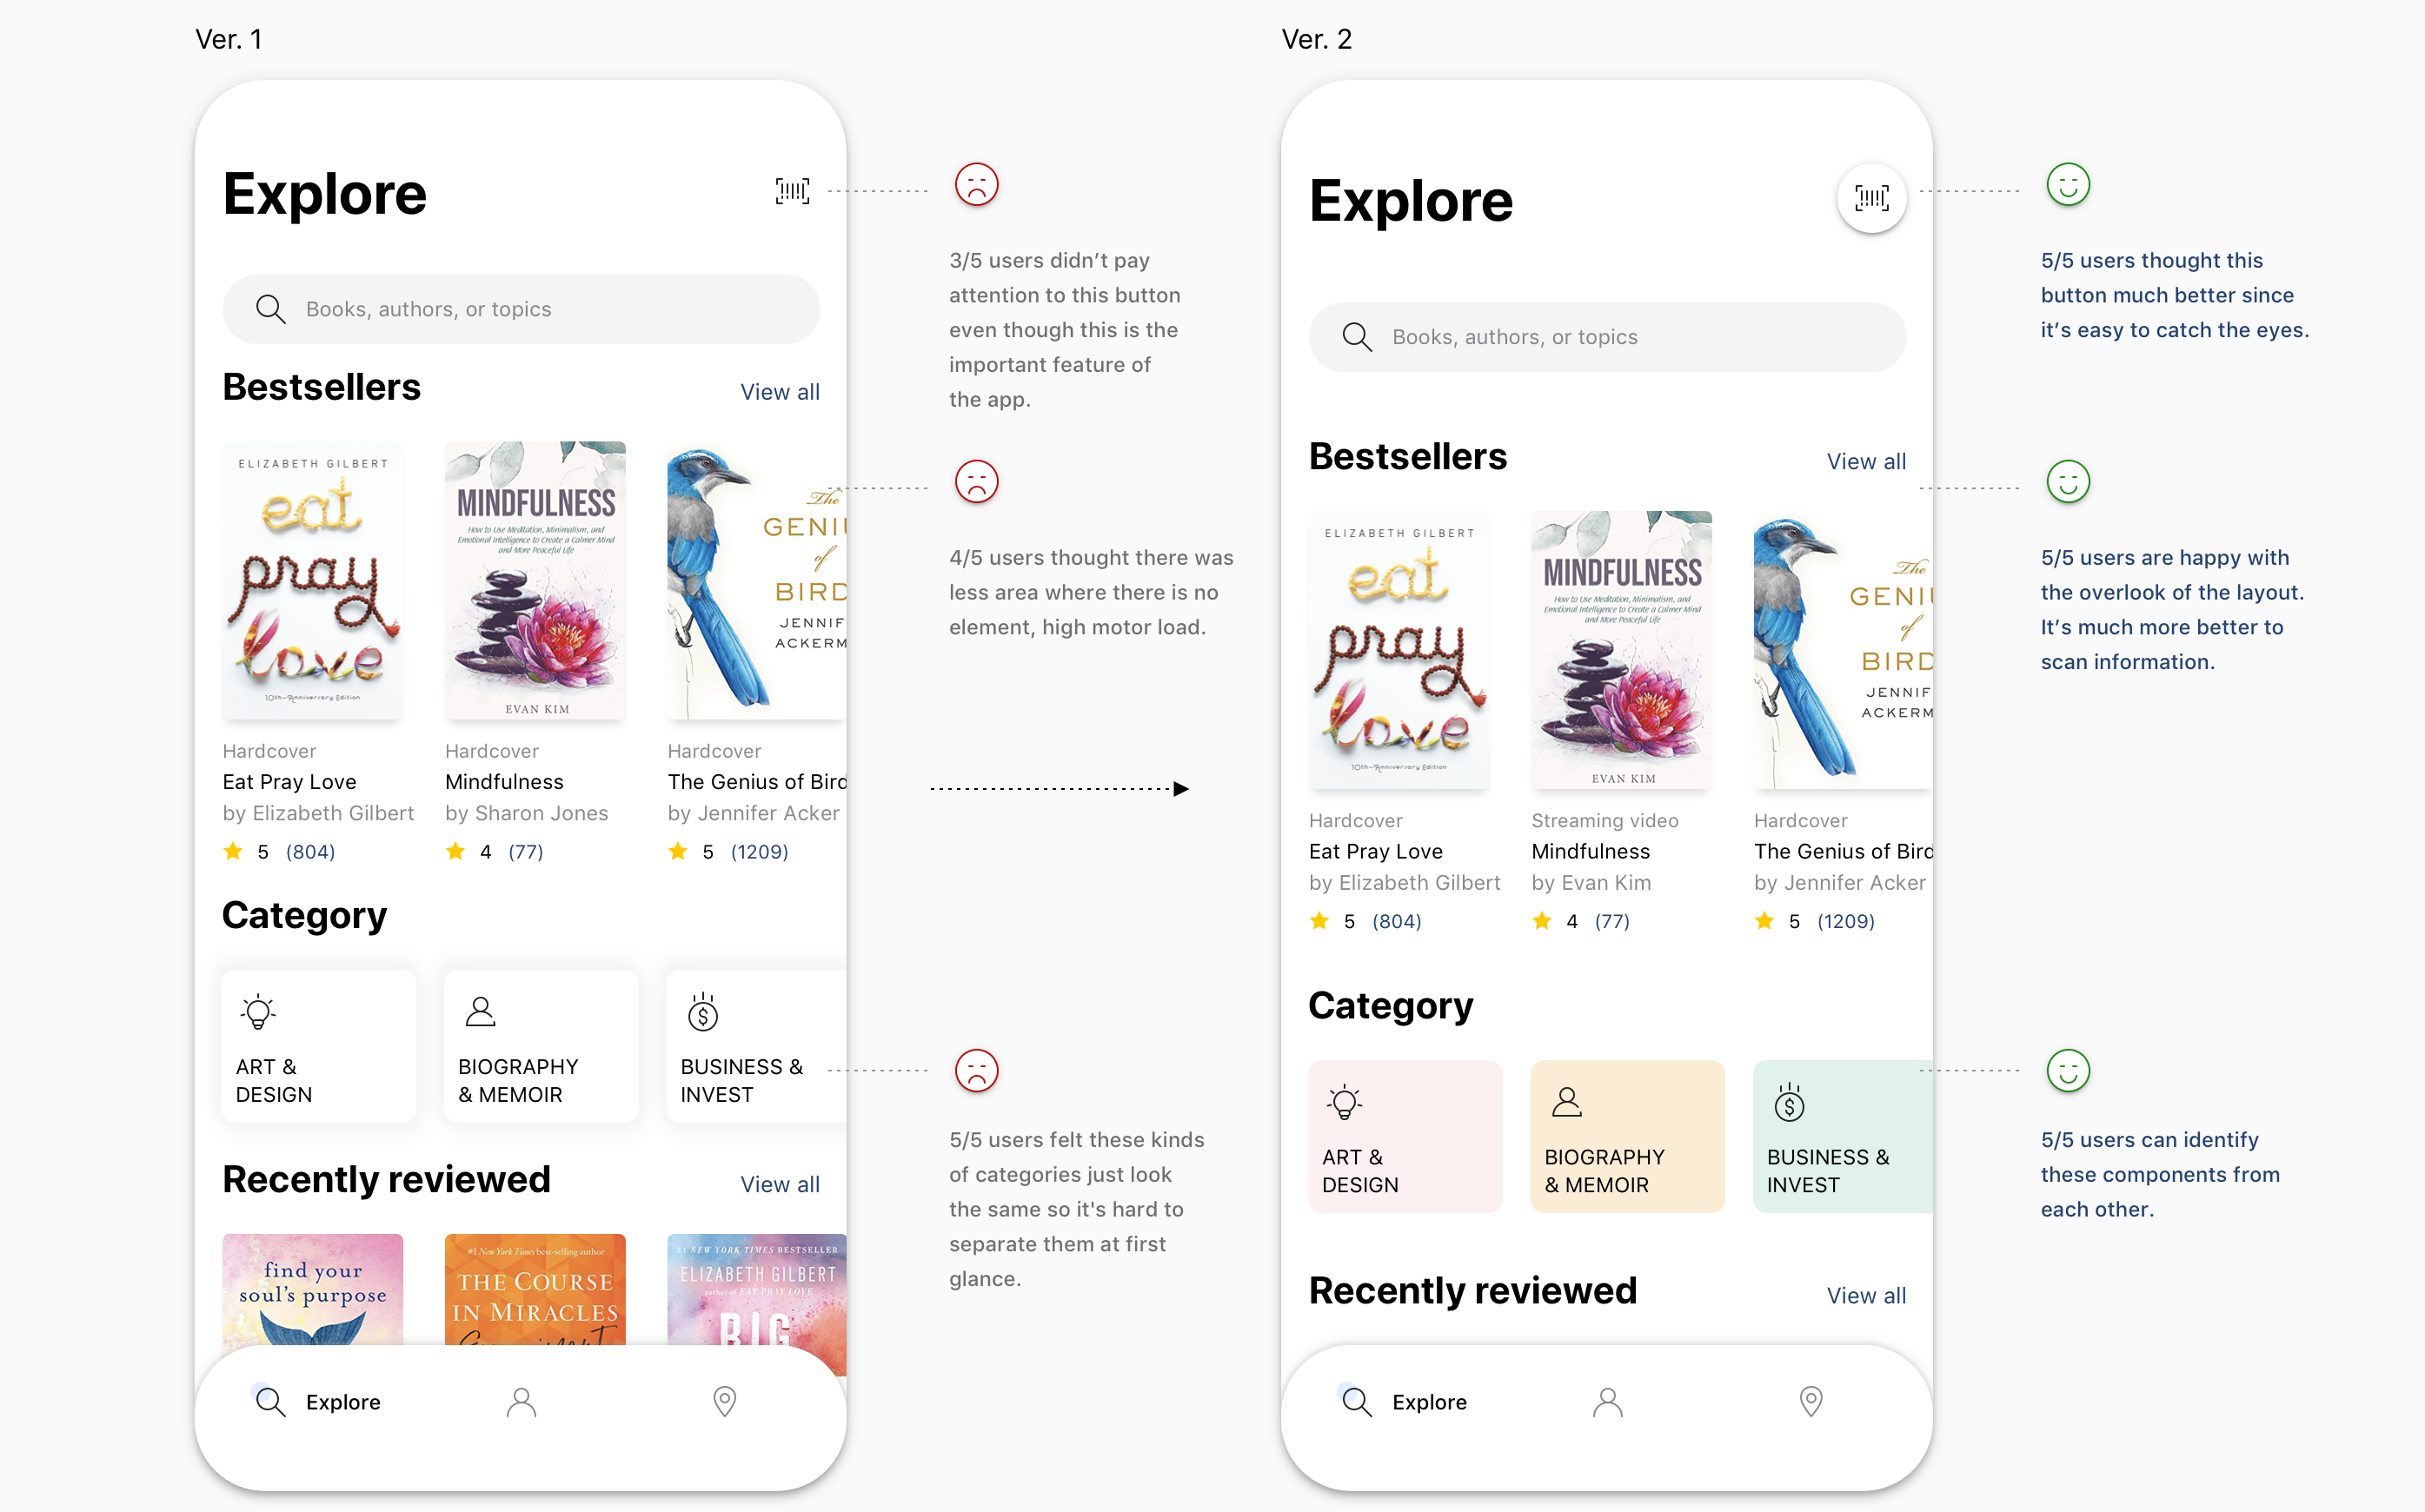 Ver. 1
Explore
Books, authors, or topics
Bestsellers
View all
ELIZABETH GILBERT
eat
pray
love
10th-Anniversary Edition
MINDFULNESS
How to Use Meditation, Minimalism, and
Emotional Intelligence to Create a Calmer Mind
and More Peaceful Life
EVAN KIM
The
GENIU
of
BIRD
JENNIF
ACKERM
Hardcover
Eat Pray Love
by Elizabeth Gilbert
5 (804)
Hardcover
Mindfulness
by Sharon Jones
4 (77)
Hardcover
The Genius of Bird
by Jennifer Acker
5 (1209)
Category
ART &
DESIGN
BIOGRAPHY
& MEMOIR
BUSINESS &
INVEST
Recently reviewed
View all
find your
soul's purpose
#1 New York Times best-selling author
THE COURSE
IN MIRACLES
#1 NEW YORK TIMES BESTSELLER
ELIZABETH GILBERT
author of EAT PRAY LOVE
BIG
Explore
3/5 users didn’t pay
attention to this button
even though this is the
important feature of
the app.
4/5 users thought there was
less area where there is no
element, high motor load.
5/5 users felt these kinds
of categories just look
the same so it's hard to
separate them at first
glance.
Ver. 2
Explore
Books, authors, or topics
Bestsellers
View all
ELIZABETH GILBERT
eat
pray
love
10th-Anniversary Edition
MINDFULNESS
How to Use Meditation, Minimalism, and
Emotional Intelligence to Create a Calmer Mind
and More Peaceful Life
EVAN KIM
The
GENIU
of
BIRD
JENNIF
ACKERM
Hardcover
Eat Pray Love
by Elizabeth Gilbert
5 (804)
Streaming video
Mindfulness
by Evan Kim
4 (77)
Hardcover
The Genius of Bird
by Jennifer Acker
5 (1209)
Category
ART &
DESIGN
BIOGRAPHY
& MEMOIR
BUSINESS &
INVEST
Recently reviewed
View all
Explore
5/5 users thought this
button much better since
it’s easy to catch the eyes.
5/5 users are happy with
the overlook of the layout.
It’s much more better to
scan information.
5/5 users can identify
these components from
each other.